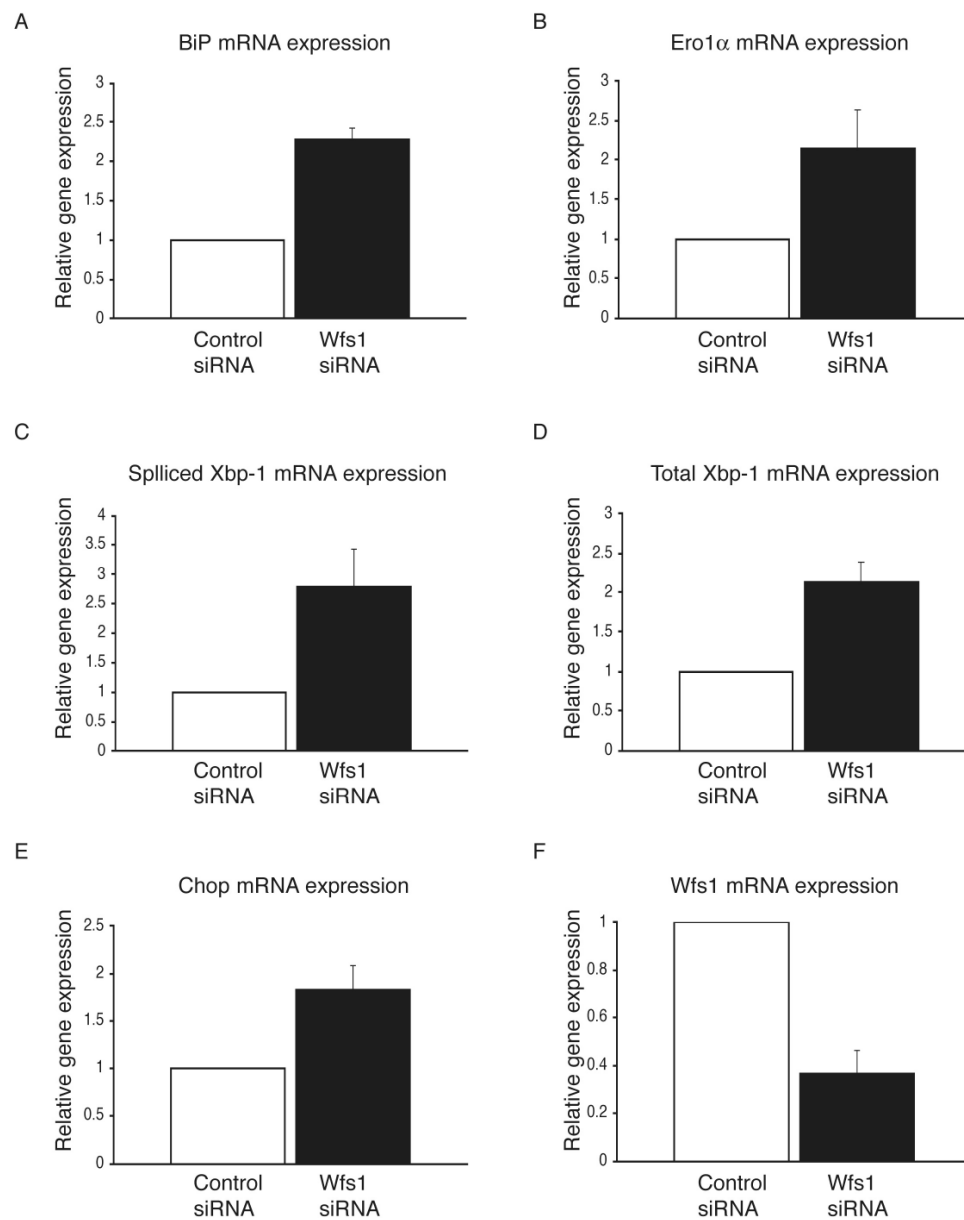 A
BiP mRNA expression
Relative gene expression
3
2.5
2
1.5
1
0.5
0
Control
siRNA
Wfs1
siRNA
B
Ero1α mRNA expression
Relative gene expression
3
2.5
2
1.5
1
0.5
0
Control
siRNA
Wfs1
siRNA
C
Splliced Xbp-1 mRNA expression
Relative gene expression
4
3.5
3
2.5
2
1.5
1
0.5
0
Control
siRNA
Wfs1
siRNA
D
Total Xbp-1 mRNA expression
Relative gene expression
3
2.5
2
1.5
1
0.5
0
Control
siRNA
Wfs1
siRNA
E
Chop mRNA expression
Relative gene expression
2.5
2
1.5
1
0.5
0
Control
siRNA
Wfs1
siRNA
F
Wfs1 mRNA expression
Relative gene expression
1
0.8
0.6
0.4
0.2
0
Control
siRNA
Wfs1
siRNA